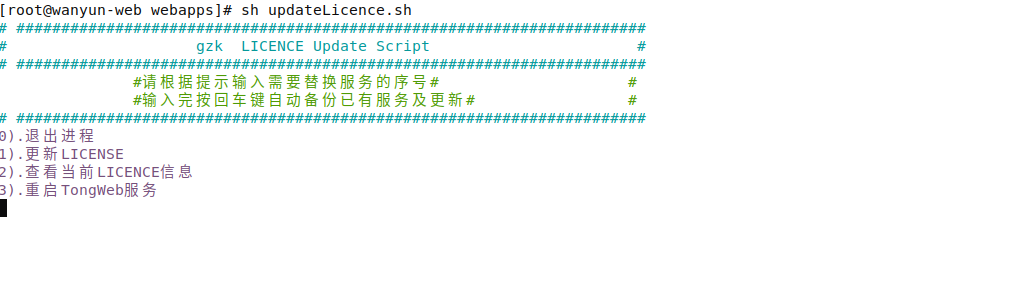 [root@wanyun-web webapps]# sh updateLicence.sh
# ######################################################################
# gzk  LICENCE Update Script #
# ######################################################################
#请根据提示输入需要替换服务的序号# #
#输入完按回车键自动备份已有服务及更新# #
# ######################################################################
0).退出进程
1).更新LICENSE
2).查看当前LICENCE信息
3).重启TongWeb服务